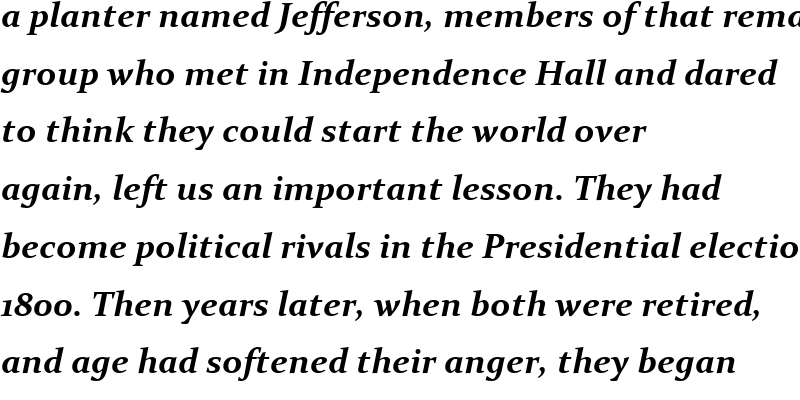 a planter named Jefferson, members of that
group who met in Independence Hall and dared
to think they could start the world over
again, left us an important lesson. They had
become political rivals in the Presidential
1800. Then years later, when both were retired,
and age had softened their anger, they began